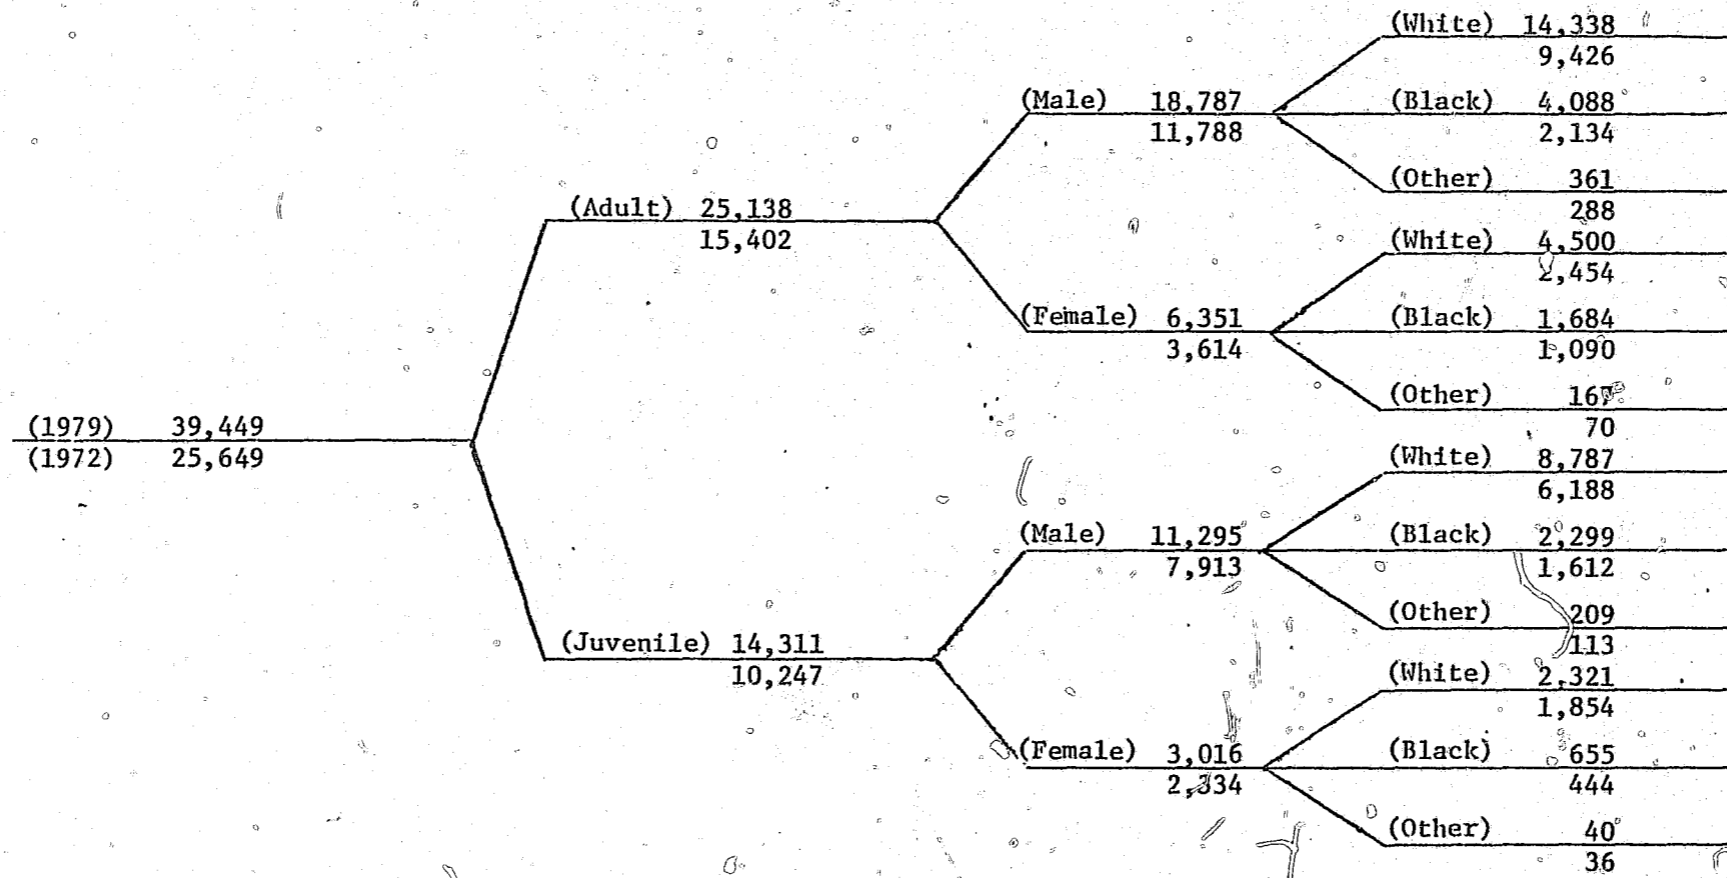 (White) 14,338
9,426
(Male) 18,787
11,788
(Black) 4,088
2,134
(Other) 361
288
(Adult) 25,138
15,402
(White) 4,500
2,454
(Female) 6,351
3,614
(Black) 1,684
1,090
(Other) 167
70
(1979) 39,449
(1972) 25,649
(White) 8,787
6,188
(Male) 11,295
7,913
(Black) 2,299
1,612
(Other) 209
113
(Juvenile) 14,311
10,247
(White) 2,321
1,854
(Female) 3,016
2,334
(Black) 655
444
(Other) 40
36